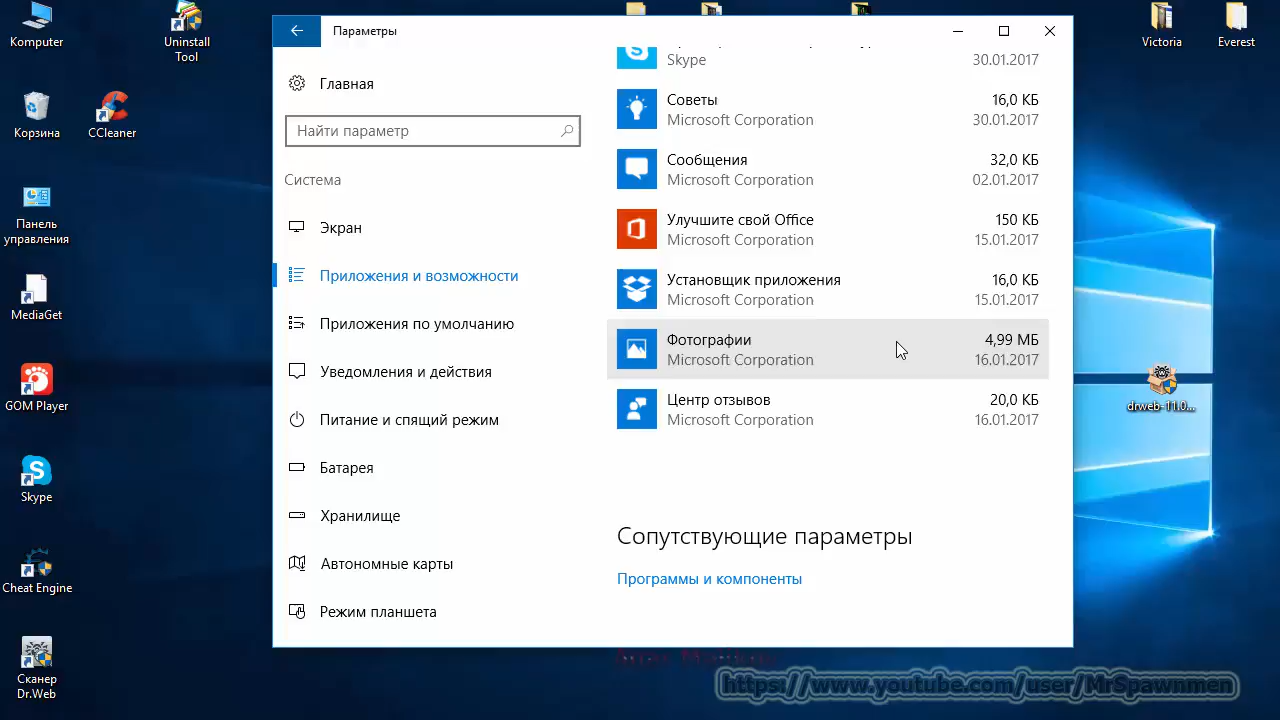 Komputer
Uninstall
Tool
Корзина
CCleaner
Панель
управления
MediaGet
GOM Player
Skype
Cheat Engine
Сканер
Dr.Web
Параметры
Главная
Найти параметр
Система
Экран
Приложения и возможности
Приложения по умолчанию
Уведомления и действия
Питание и спящий режим
Батарея
Хранилище
Автономные карты
Режим планшета
Skype 30.01.2017
Советы 16,0 КБ
Microsoft Corporation 30.01.2017
Сообщения 32,0 КБ
Microsoft Corporation 02.01.2017
Улучшите свой Office 150 КБ
Microsoft Corporation 15.01.2017
Установщик приложения 16,0 КБ
Microsoft Corporation 15.01.2017
Фотографии 4,99 МБ
Microsoft Corporation 16.01.2017
Центр отзывов 20,0 КБ
Microsoft Corporation 16.01.2017
Сопутствующие параметры
Программы и компоненты
Victoria
Everest
drweb-11.0...
https://www.youtube.com/user/MrSpawnmen